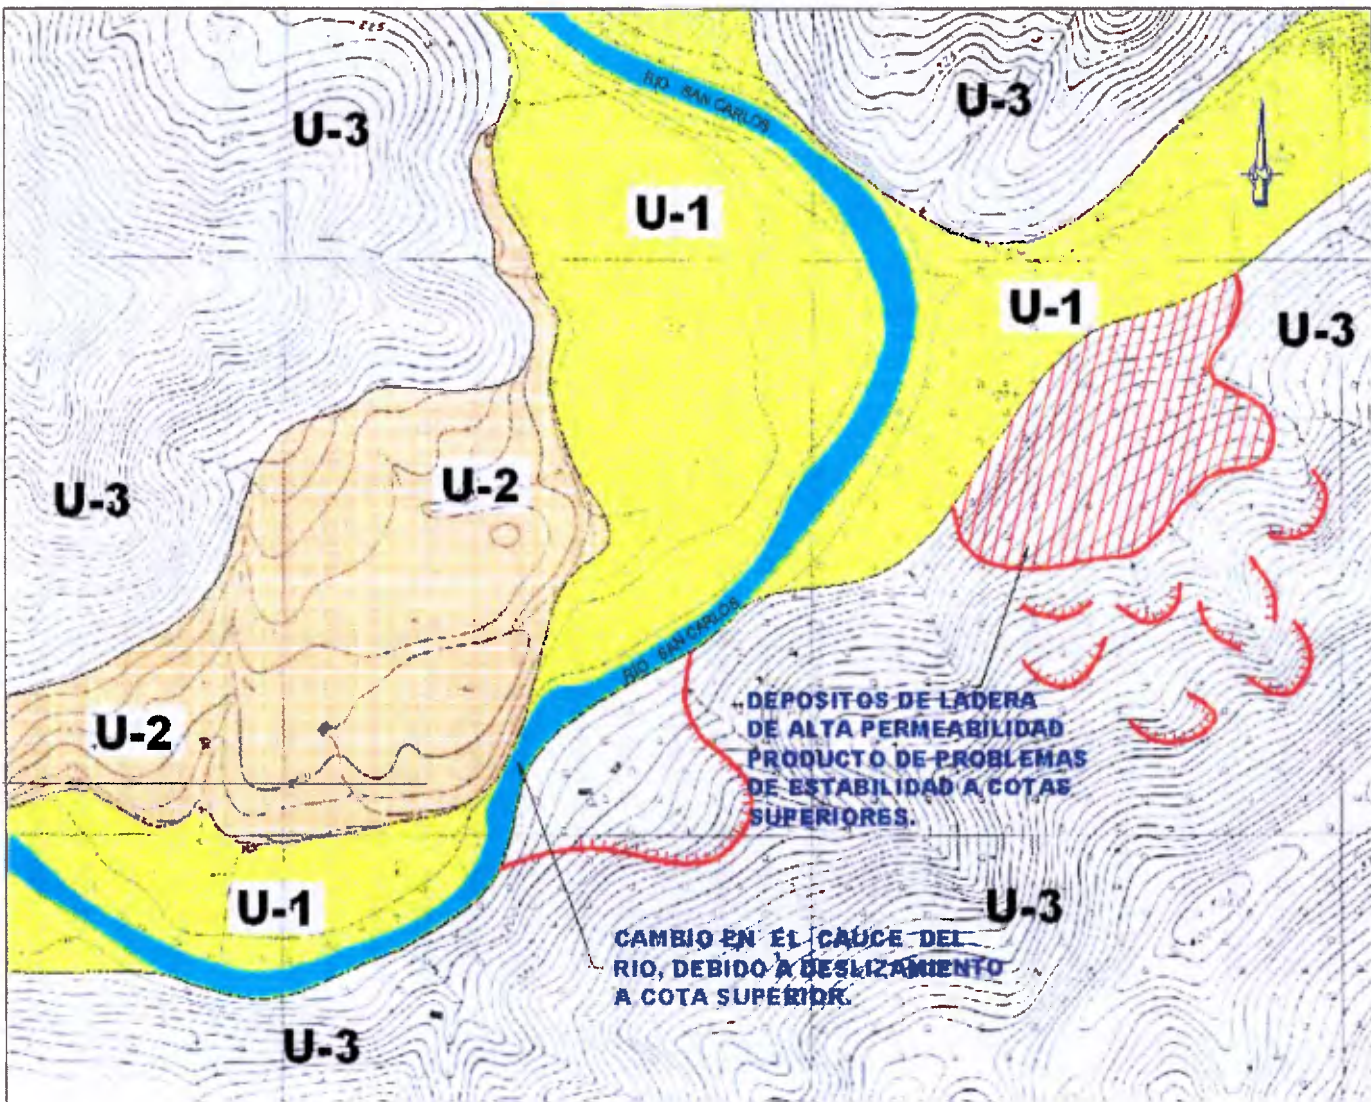 U-3
U-3
RIO SAN CARLOS
U-1
U-1
U-3
U-2
U-3
RIO SAN CARLOS
DEPOSITOS DE LADERA
DE ALTA PERMEABILIDAD
PRODUCTO DE PROBLEMAS
DE ESTABILIDAD A COTAS
SUPERIORES.
U-2
U-1
U-3
CAMBIO EN EL CAUCE DEL
RIO, DEBIDO A DESLIZAMIENTO
A COTA SUPERIOR.
U-3